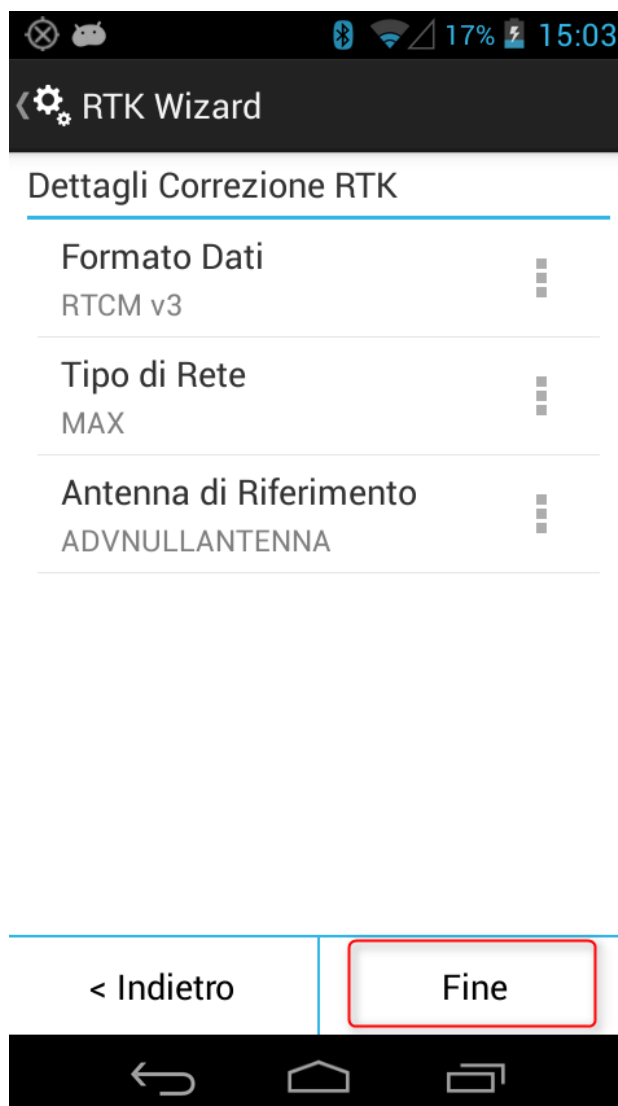 17% 15:03
RTK Wizard
Dettagli Correzione RTK
Formato Dati
RTCM v3
Tipo di Rete
MAX
Antenna di Riferimento
ADVNULLANTENNA
< Indietro Fine